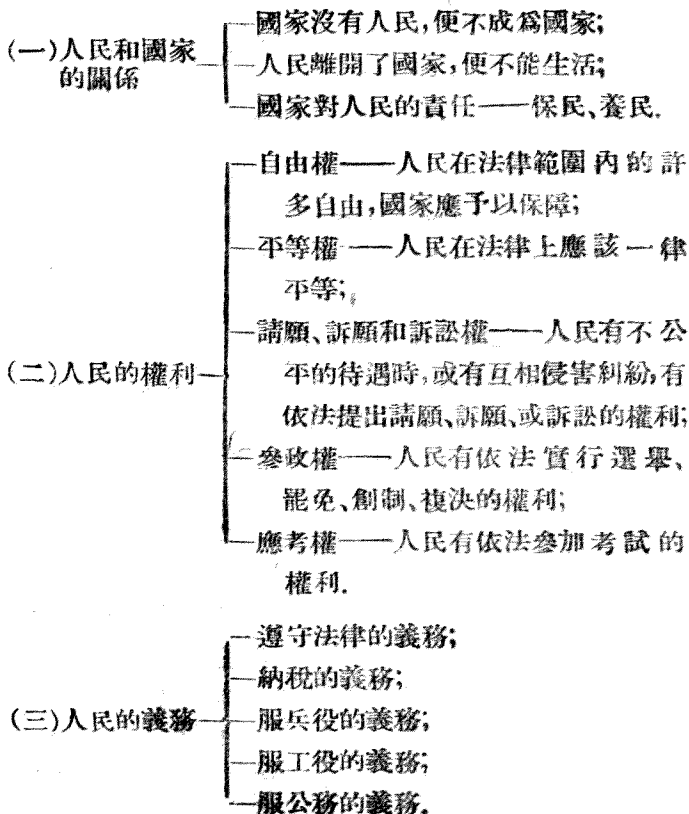 (一)人民和國家的關係
國家沒有人民,便不成爲國家;
人民離開了國家,便不能生活;
國家對人民的責任——保民、養民.
(二)人民的權利
自由權——人民在法律範圍內的許
多自由,國家應予以保障;
平等權——人民在法律上應該一律
平等;
請願、訴願和訴訟權——人民有不公
平的待遇時,或有互相侵害糾紛,有
依法提出請願、訴願、或訴訟的權利;
參政權——人民有依法實行選舉、
罷免、創制、複決的權利;
應考權——人民有依法參加考試的
權利.
(三)人民的義務
遵守法律的義務;
納稅的義務;
服兵役的義務;
服工役的義務;
服公務的義務.